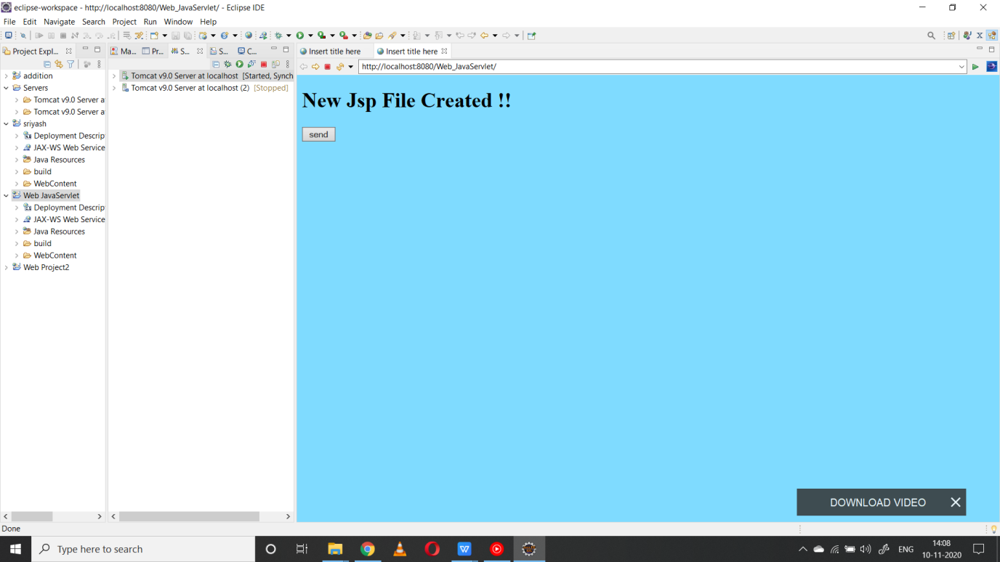 eclipse-workspace - http://localhost:8080/Web_JavaServlet/ - Eclipse IDE
File Edit Navigate Search Project Run Window Help
Project Expl...
Ma... Pr... S... S... C...
Insert title here Insert title here
http://localhost:8080/Web_JavaServlet/
addition
Servers
Tomcat v9.0 Server a
Tomcat v9.0 Server a
sriyash
Deployment Descrip
JAX-WS Web Service
Java Resources
build
WebContent
Web JavaServlet
Deployment Descrip
JAX-WS Web Service
Java Resources
build
WebContent
Web Project2
Tomcat v9.0 Server at localhost [Started, Synch
Tomcat v9.0 Server at localhost (2) [Stopped]
New Jsp File Created !!
send
DOWNLOAD VIDEO
Done
Type here to search
ENG
14:08
10-11-2020